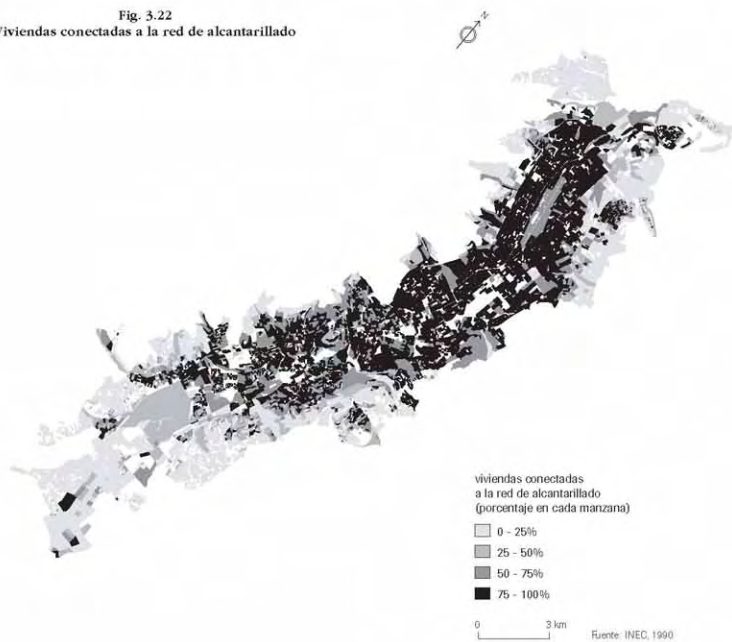 Fig. 3.22
Viviendas conectadas a la red de alcantarillado
N
viviendas conectadas
a la red de alcantarillado
(porcentaje en cada manzana)
0 - 25%
25 - 50%
50 - 75%
75 - 100%
0 3 km
Fuente: INEC, 1990